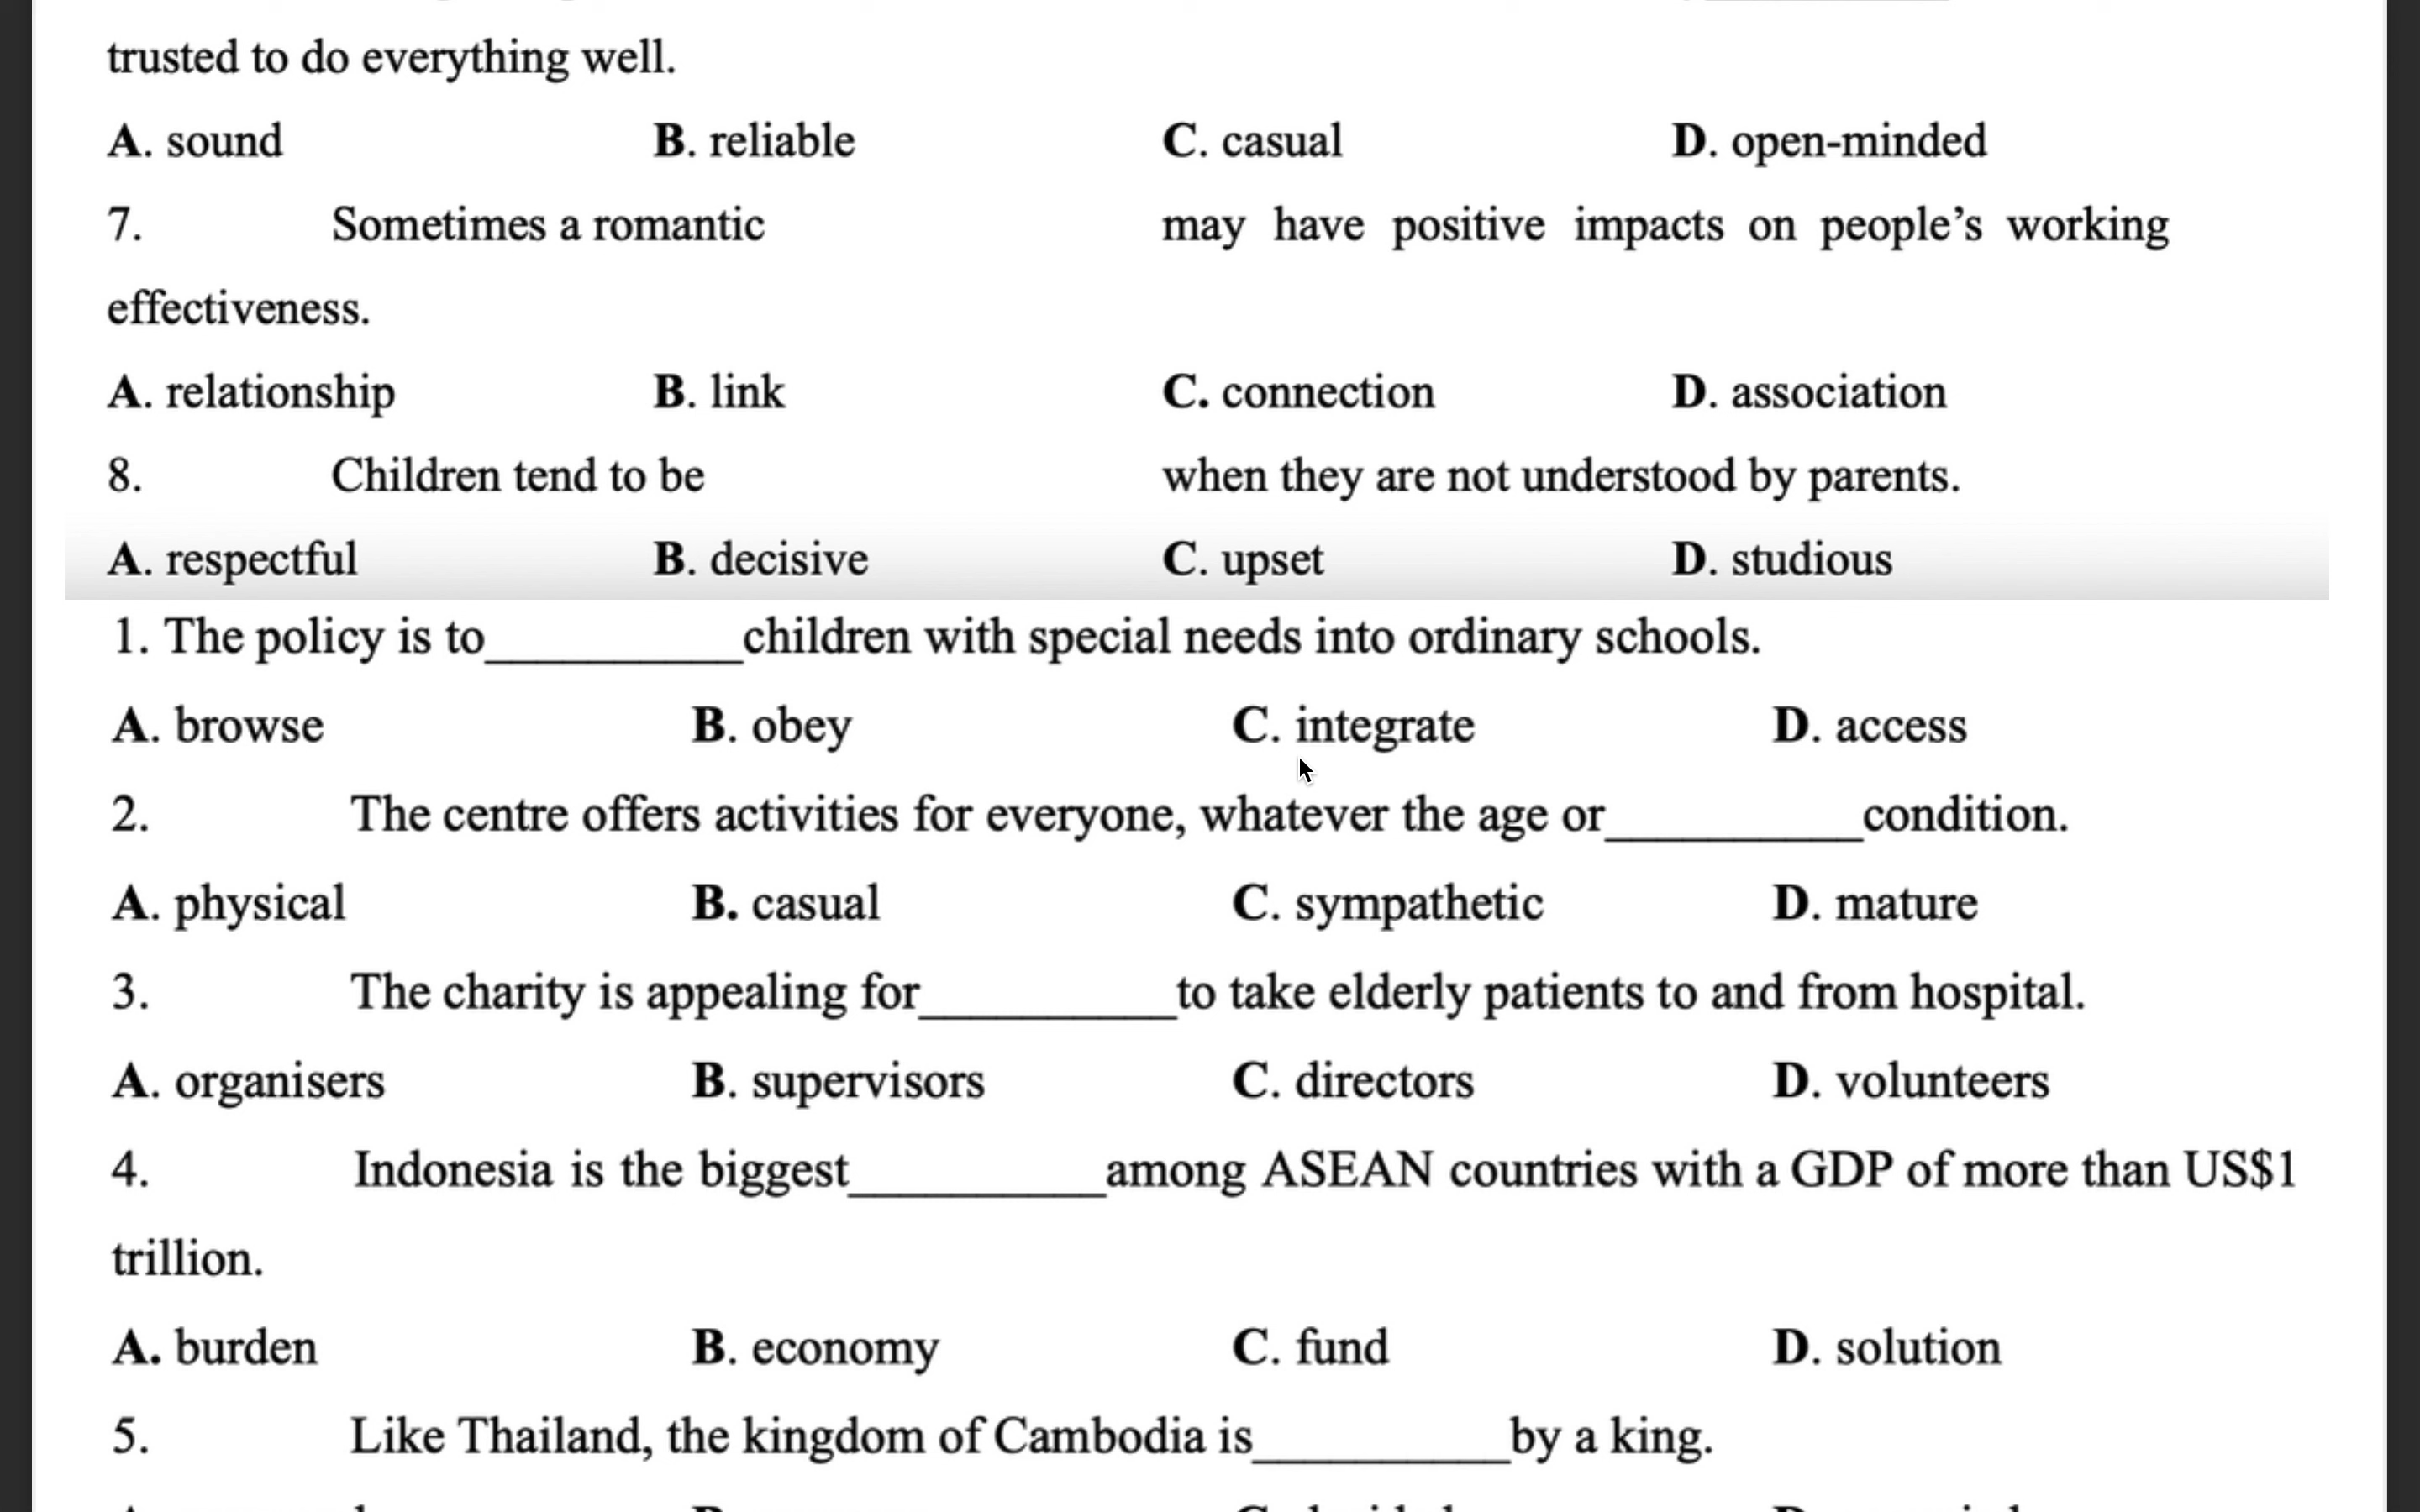 trusted to do everything well.
A. sound B. reliable C. casual D. open-minded
7. Sometimes a romantic may have positive impacts on people’s working
effectiveness.
A. relationship B. link C. connection D. association
8. Children tend to be when they are not understood by parents.
A. respectful B. decisive C. upset D. studious
1. The policy is to__________children with special needs into ordinary schools.
A. browse B. obey C. integrate D. access
2. The centre offers activities for everyone, whatever the age or__________condition.
A. physical B. casual C. sympathetic D. mature
3. The charity is appealing for__________to take elderly patients to and from hospital.
A. organisers B. supervisors C. directors D. volunteers
4. Indonesia is the biggest__________among ASEAN countries with a GDP of more than US$1
trillion.
A. burden B. economy C. fund D. solution
5. Like Thailand, the kingdom of Cambodia is__________by a king.